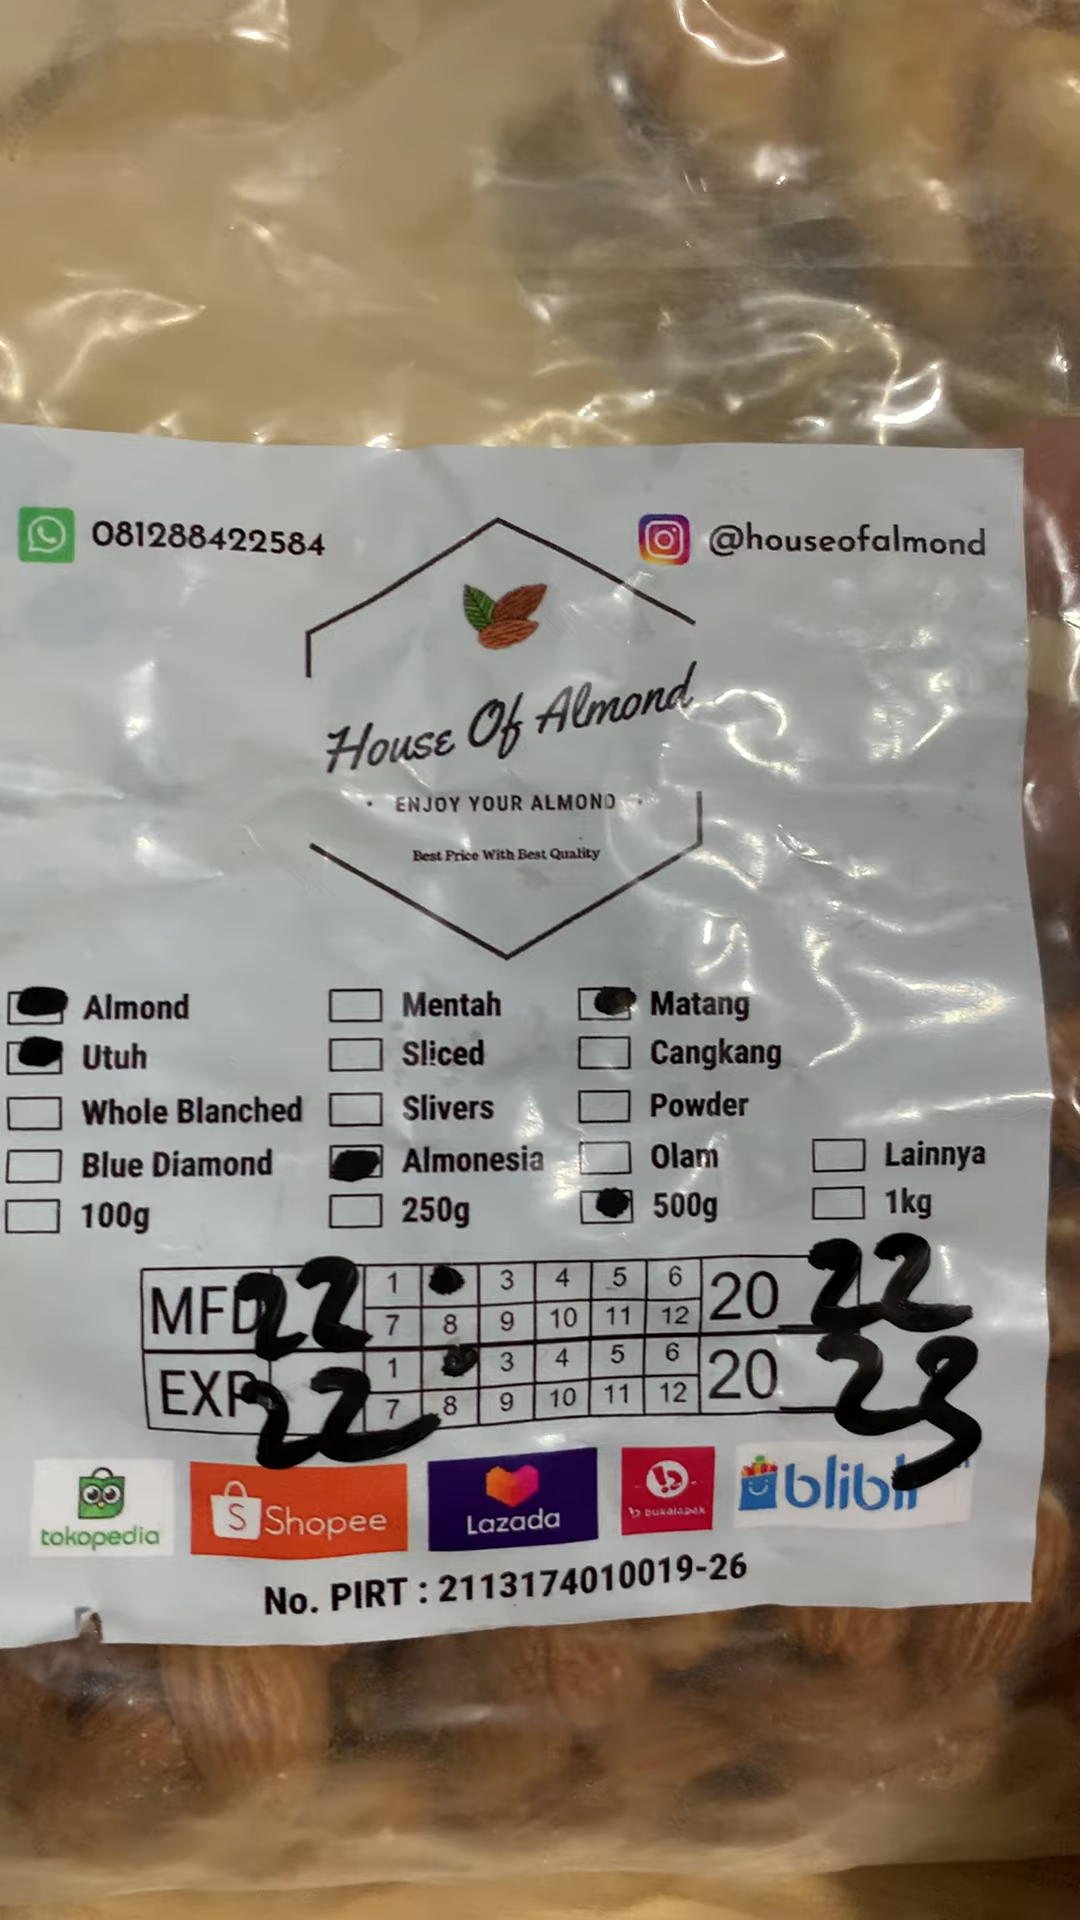 081288422584
@houseofalmond
House Of Almond
• ENJOY YOUR ALMOND •
Best Price With Best Quality
Almond Mentah Matang
Utuh Sliced Cangkang
Whole Blanched Slivers Powder
Blue Diamond Almonesia Olam Lainnya
100g 250g 500g 1kg
MFD 22 1 3 4 5 6 20 22
7 8 9 10 11 12
EXP 22 1 3 4 5 6 20 23
7 8 9 10 11 12
tokopedia Shopee Lazada bukalapak blibli
No. PIRT : 2113174010019-26